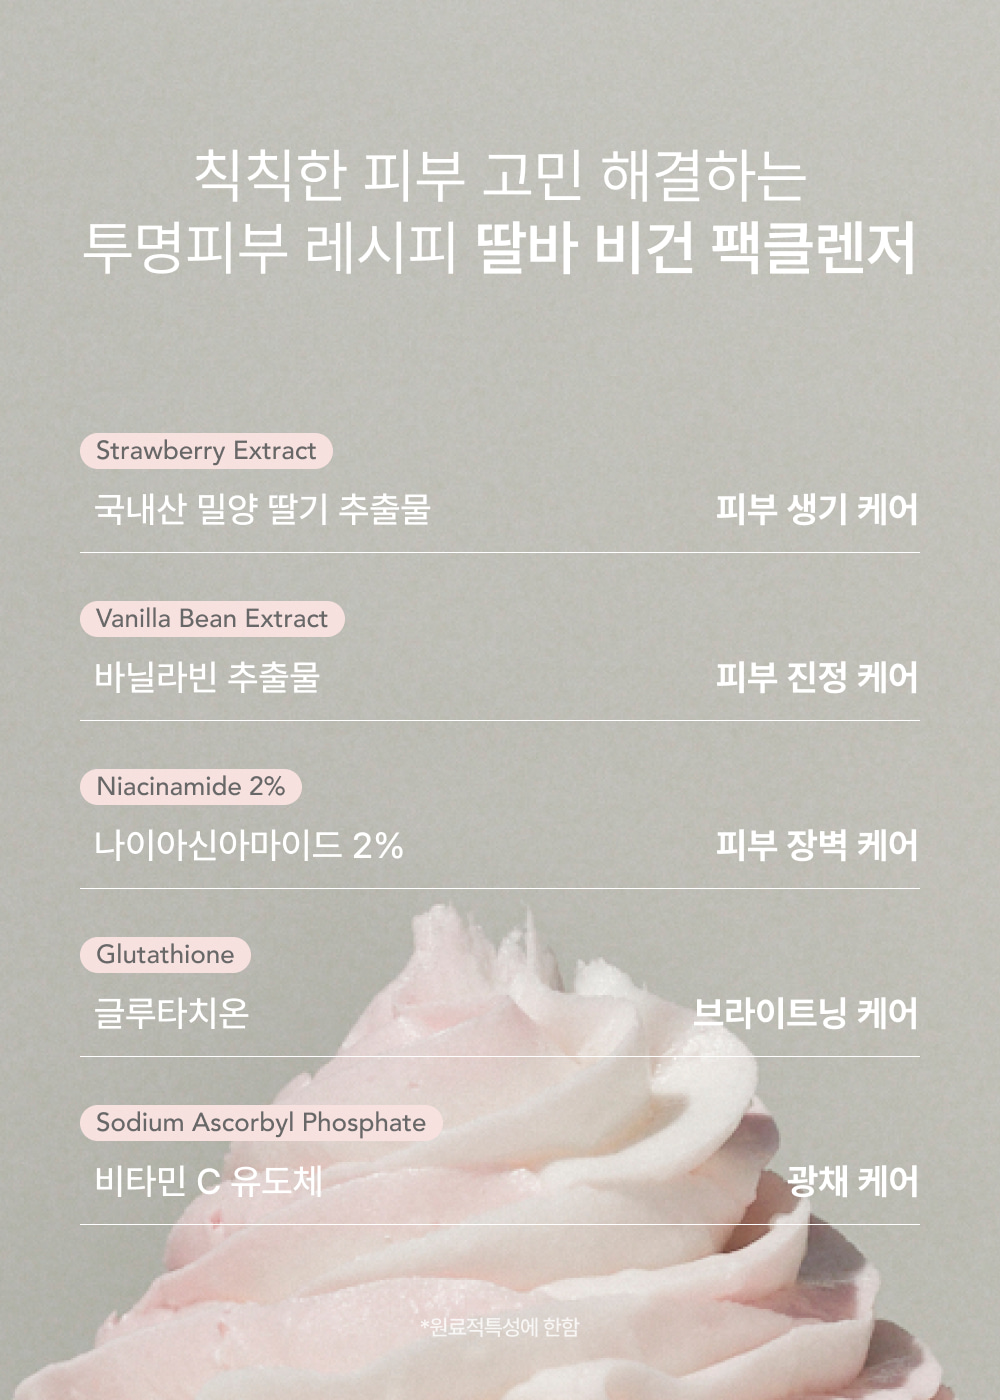 칙칙한 피부 고민 해결하는
투명피부 레시피 딸바 비건 팩클렌저
Strawberry Extract
국내산 밀양 딸기 추출물 피부 생기 케어
Vanilla Bean Extract
바닐라빈 추출물 피부 진정 케어
Niacinamide 2%
나이아신아마이드 2% 피부 장벽 케어
Glutathione
글루타치온 브라이트닝 케어
Sodium Ascorbyl Phosphate
비타민 C 유도체 광채 케어
*원료적특성에 한함